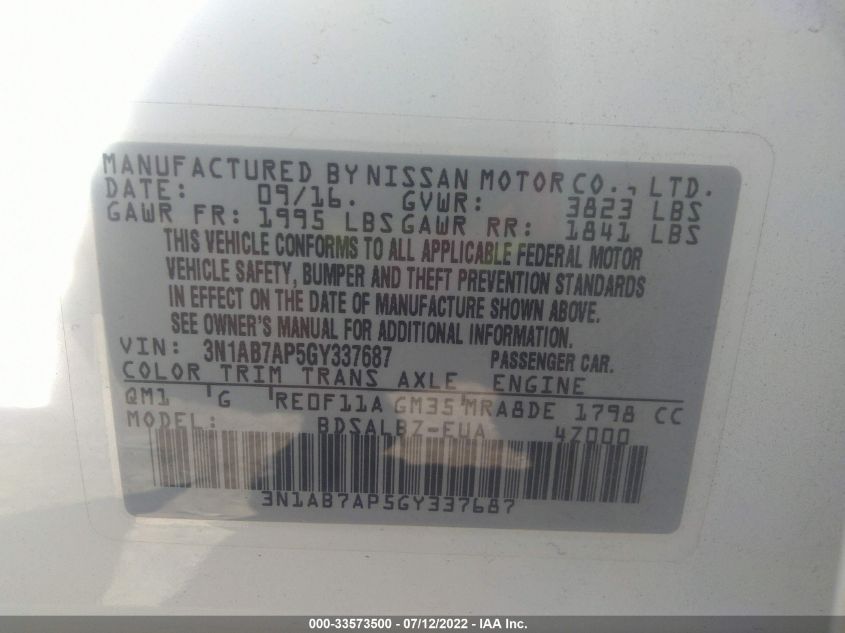 MANUFACTURED BY NISSAN MOTOR CO., LTD.
DATE: 09/16. GVWR: 3823 LBS
GAWR FR: 1995 LBS GAWR RR: 1841 LBS
THIS VEHICLE CONFORMS TO ALL APPLICABLE FEDERAL MOTOR
VEHICLE SAFETY, BUMPER AND THEFT PREVENTION STANDARDS
IN EFFECT ON THE DATE OF MANUFACTURE SHOWN ABOVE.
SEE OWNER'S MANUAL FOR ADDITIONAL INFORMATION.
VIN: 3N1AB7AP5GY337687 PASSENGER CAR.
COLOR TRIM TRANS AXLE ENGINE
QM1 G RE0F11A GM35 MRA8DE 1798 CC
MODEL: BDSALBZ-EUA 4Z000
3N1AB7AP5GY337687
000-33573500 - 07/12/2022 - IAA Inc.